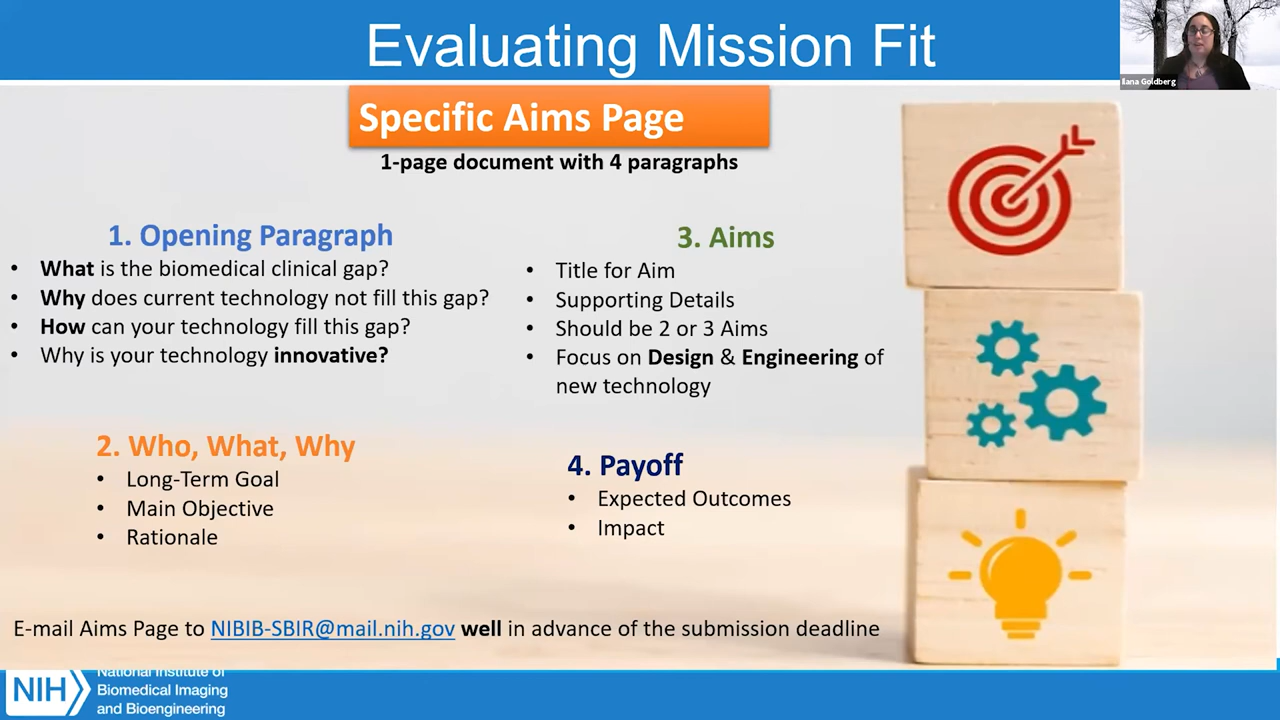 Evaluating Mission Fit
Ilana Goldberg
Specific Aims Page
1-page document with 4 paragraphs
1. Opening Paragraph
• What is the biomedical clinical gap?
• Why does current technology not fill this gap?
• How can your technology fill this gap?
• Why is your technology innovative?
2. Who, What, Why
• Long-Term Goal
• Main Objective
• Rationale
3. Aims
• Title for Aim
• Supporting Details
• Should be 2 or 3 Aims
• Focus on Design & Engineering of
new technology
4. Payoff
• Expected Outcomes
• Impact
E-mail Aims Page to NIBIB-SBIR@mail.nih.gov well in advance of the submission deadline
NIH
National Institute of
Biomedical Imaging
and Bioengineering